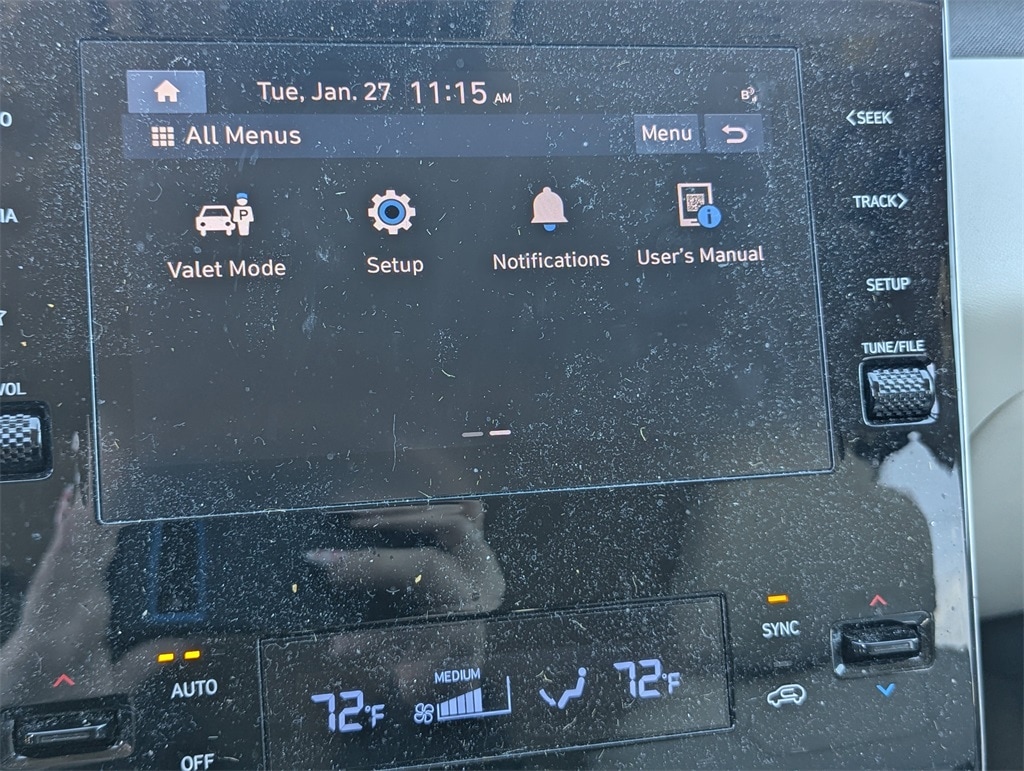 Tue, Jan. 27 11:15 AM
B
All Menus
Menu
P
Valet Mode
Setup
Notifications
i
User's Manual
<SEEK
TRACK>
SETUP
TUNE/FILE
VOL
SYNC
AUTO
OFF
72°F
MEDIUM
72°F